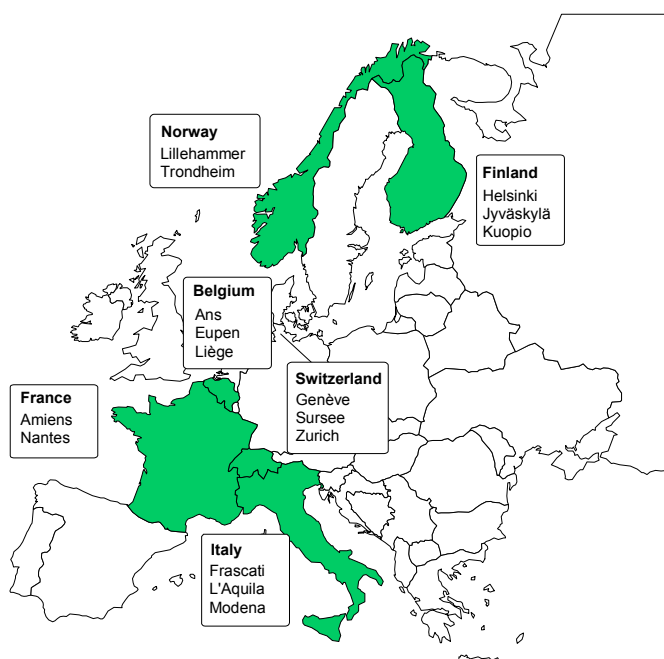 Norway
Lillehammer
Trondheim
Finland
Helsinki
Jyväskylä
Kuopio
Belgium
Ans
Eupen
Liège
Switzerland
Genève
Sursee
Zurich
France
Amiens
Nantes
Italy
Frascati
L'Aquila
Modena